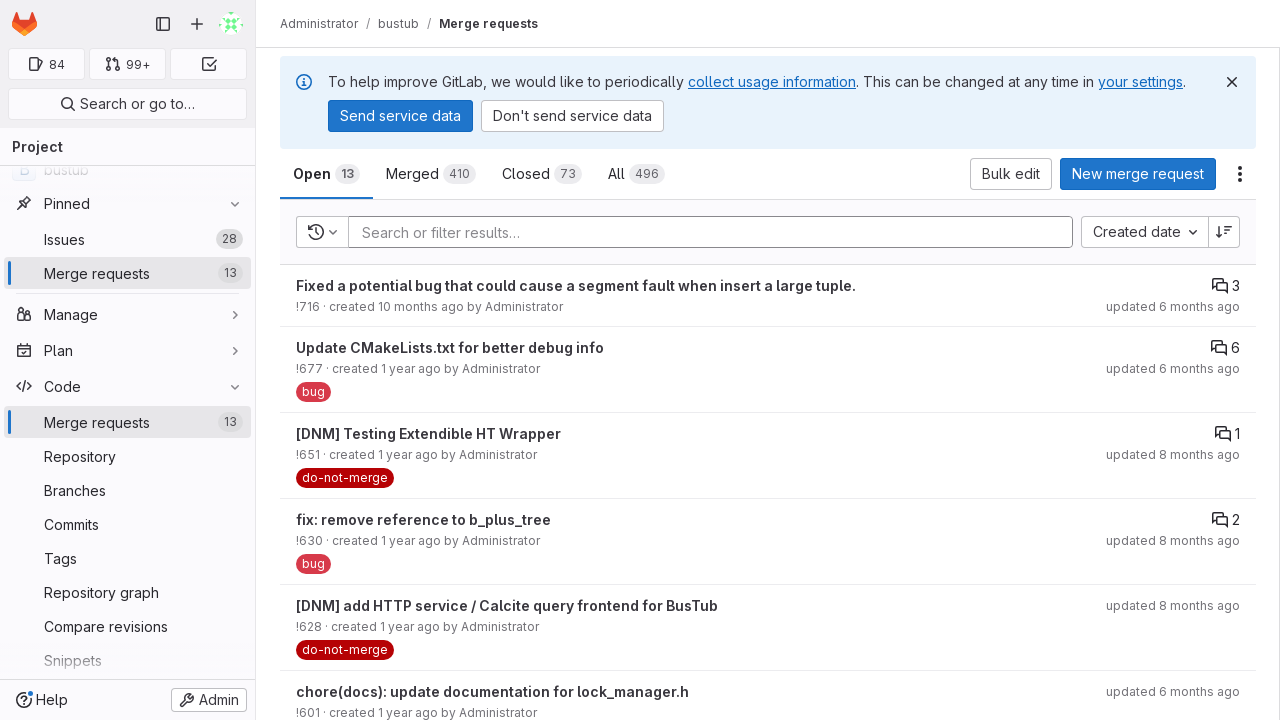 84
99+
Search or go to…
Project
bustub
Pinned
Issues 28
Merge requests 13
Manage
Plan
Code
Merge requests 13
Repository
Branches
Commits
Tags
Repository graph
Compare revisions
Snippets
Help
Admin
Administrator / bustub / Merge requests
To help improve GitLab, we would like to periodically collect usage information. This can be changed at any time in your settings.
Send service data Don't send service data
Open 13 Merged 410 Closed 73 All 496
Bulk edit New merge request
Search or filter results…
Created date
Fixed a potential bug that could cause a segment fault when insert a large tuple. 3
!716 · created 10 months ago by Administrator updated 6 months ago
Update CMakeLists.txt for better debug info 6
!677 · created 1 year ago by Administrator updated 6 months ago
bug
[DNM] Testing Extendible HT Wrapper 1
!651 · created 1 year ago by Administrator updated 8 months ago
do-not-merge
fix: remove reference to b_plus_tree 2
!630 · created 1 year ago by Administrator updated 8 months ago
bug
[DNM] add HTTP service / Calcite query frontend for BusTub updated 8 months ago
!628 · created 1 year ago by Administrator
do-not-merge
chore(docs): update documentation for lock_manager.h updated 6 months ago
!601 · created 1 year ago by Administrator